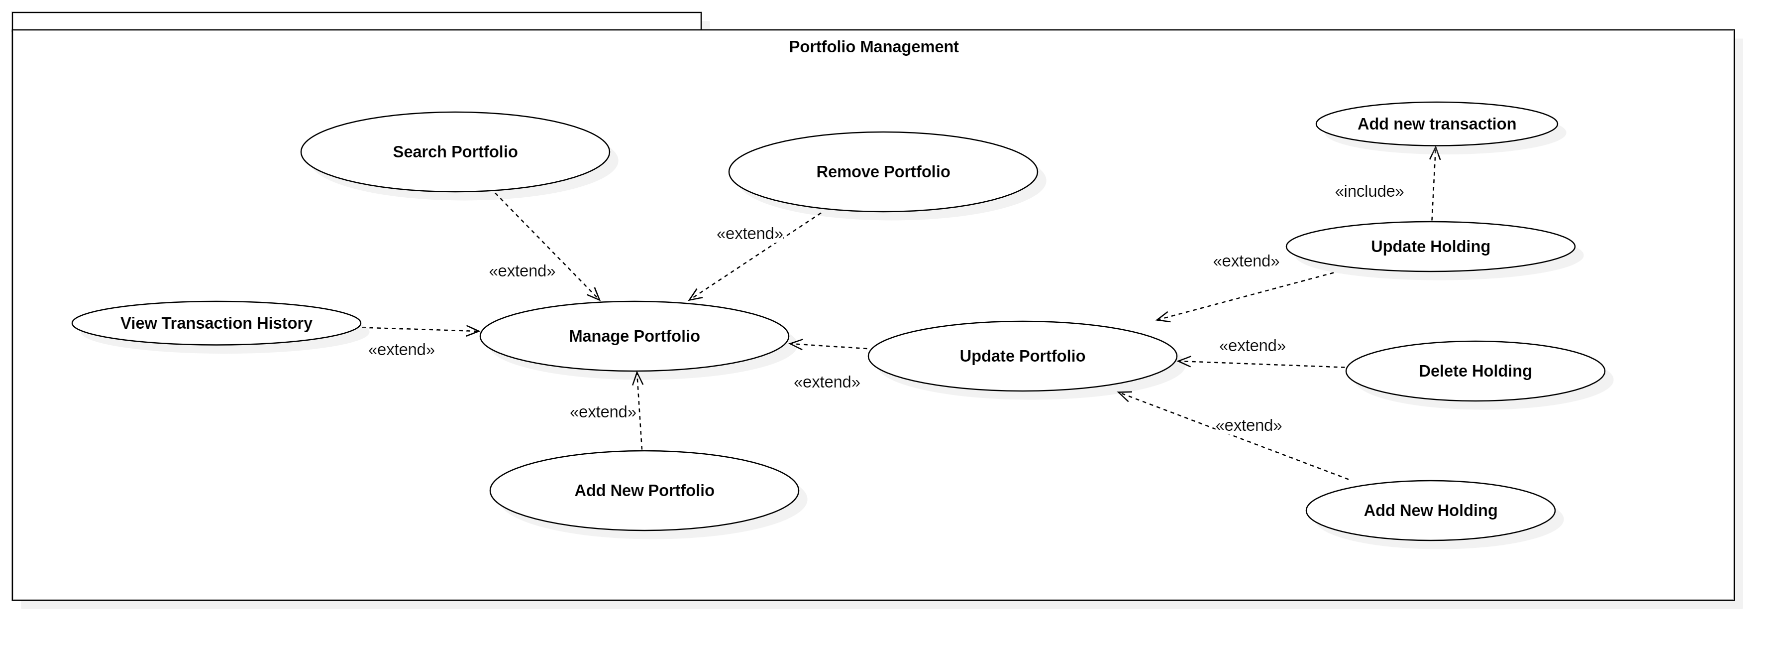 Portfolio Management
Add new transaction
Search Portfolio
Remove Portfolio
«include»
«extend»
Update Holding
«extend»
«extend»
View Transaction History
Manage Portfolio
«extend»
«extend»
Update Portfolio
Delete Holding
«extend»
«extend»
«extend»
Add New Portfolio
Add New Holding